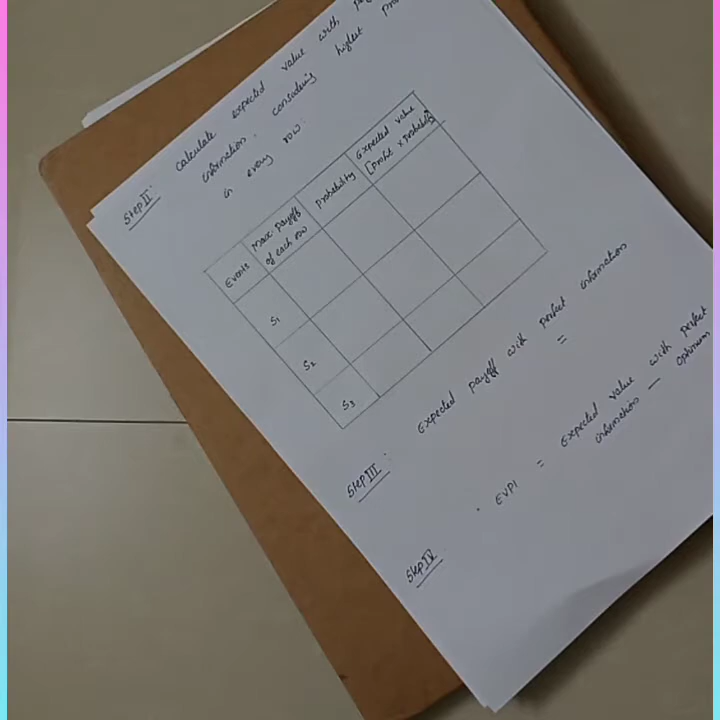 Step II : calculate expected value with
information. considering highest
in every row.
Events
Max. payoff of each row
Probability
Expected value [Profit x Probability]
S1
S2
S3
Step III : Expected payoff with perfect information
=
Step IV : EVPI = Expected value with perfect
information — optimum